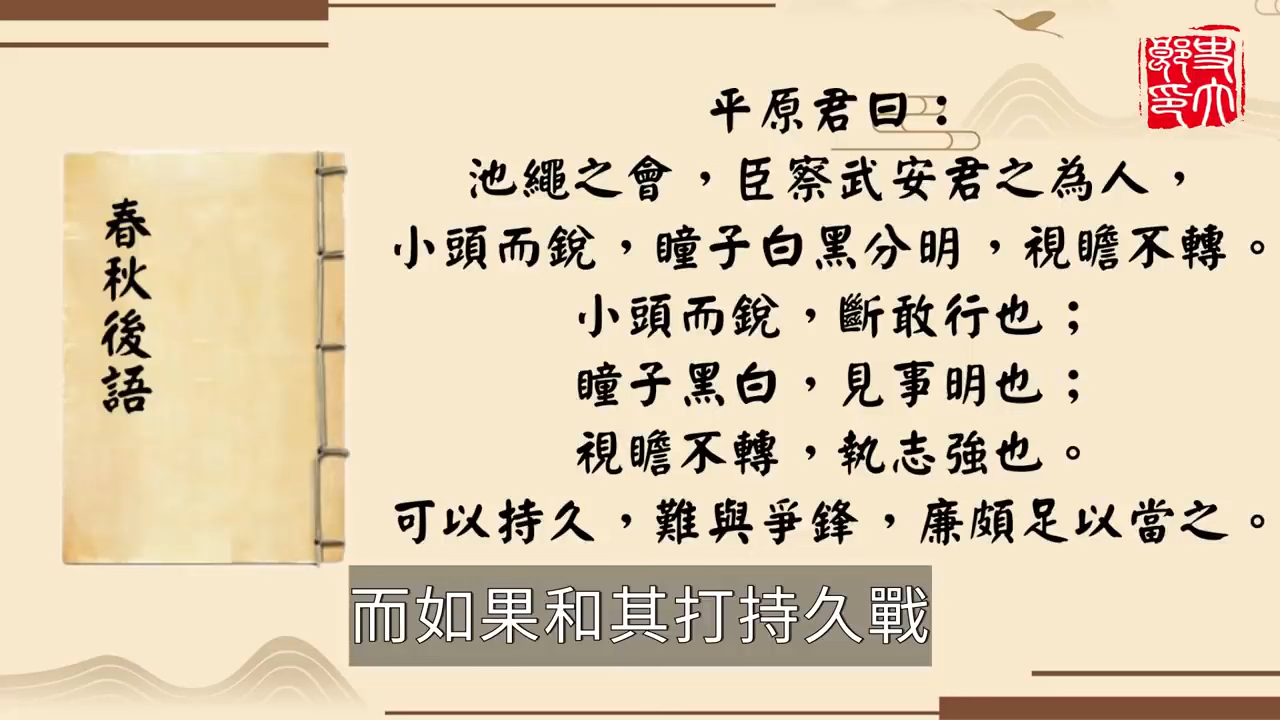 平原君曰：
池繩之會，臣察武安君之為人，
小頭而銳，瞳子白黑分明，視瞻不轉。
小頭而銳，斷敢行也；
瞳子黑白，見事明也；
視瞻不轉，執志強也。
可以持久，難與爭鋒，廉頗足以當之。
春秋後語
而如果和其打持久戰